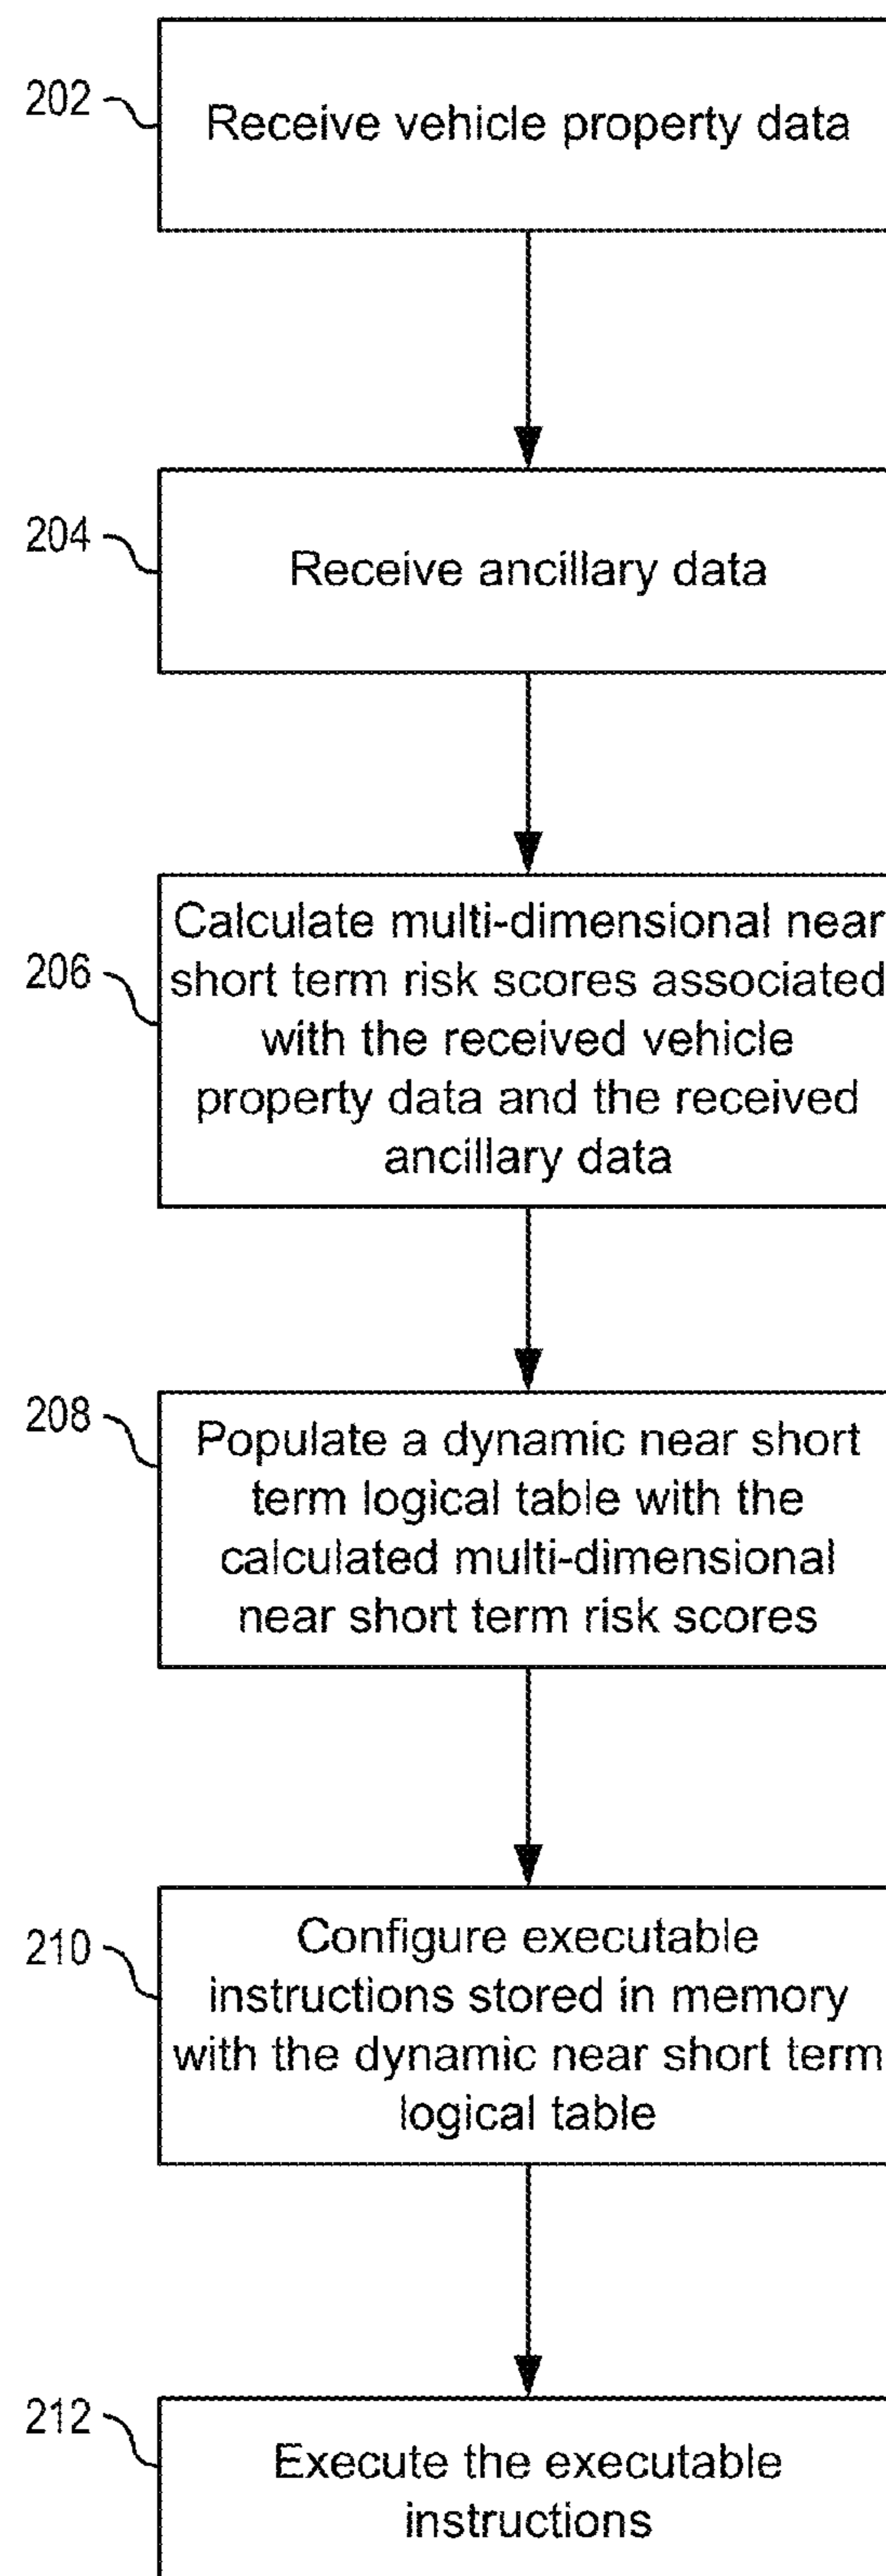 202
Receive vehicle property data
204
Receive ancillary data
206
Calculate multi-dimensional near
short term risk scores associated
with the received vehicle
property data and the received
ancillary data
208
Populate a dynamic near short
term logical table with the
calculated multi-dimensional
near short term risk scores
210
Configure executable
instructions stored in memory
with the dynamic near short term
logical table
212
Execute the executable
instructions